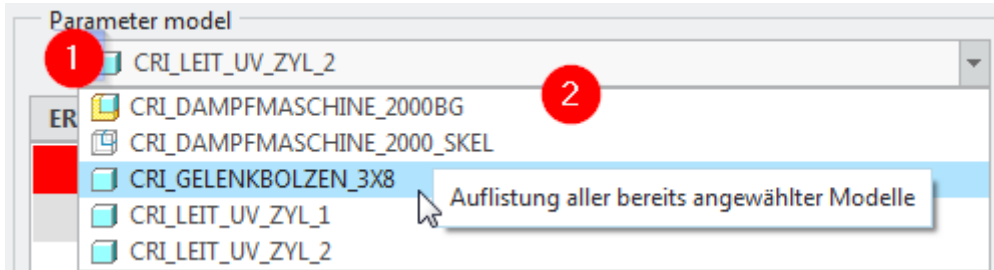 Parameter model
1
CRI_LEIT_UV_ZYL_2
2
ER
CRI_DAMPFMASCHINE_2000BG
CRI_DAMPFMASCHINE_2000_SKEL
CRI_GELENKBOLZEN_3X8
Auflistung aller bereits angewählter Modelle
CRI_LEIT_UV_ZYL_1
CRI_LEIT_UV_ZYL_2